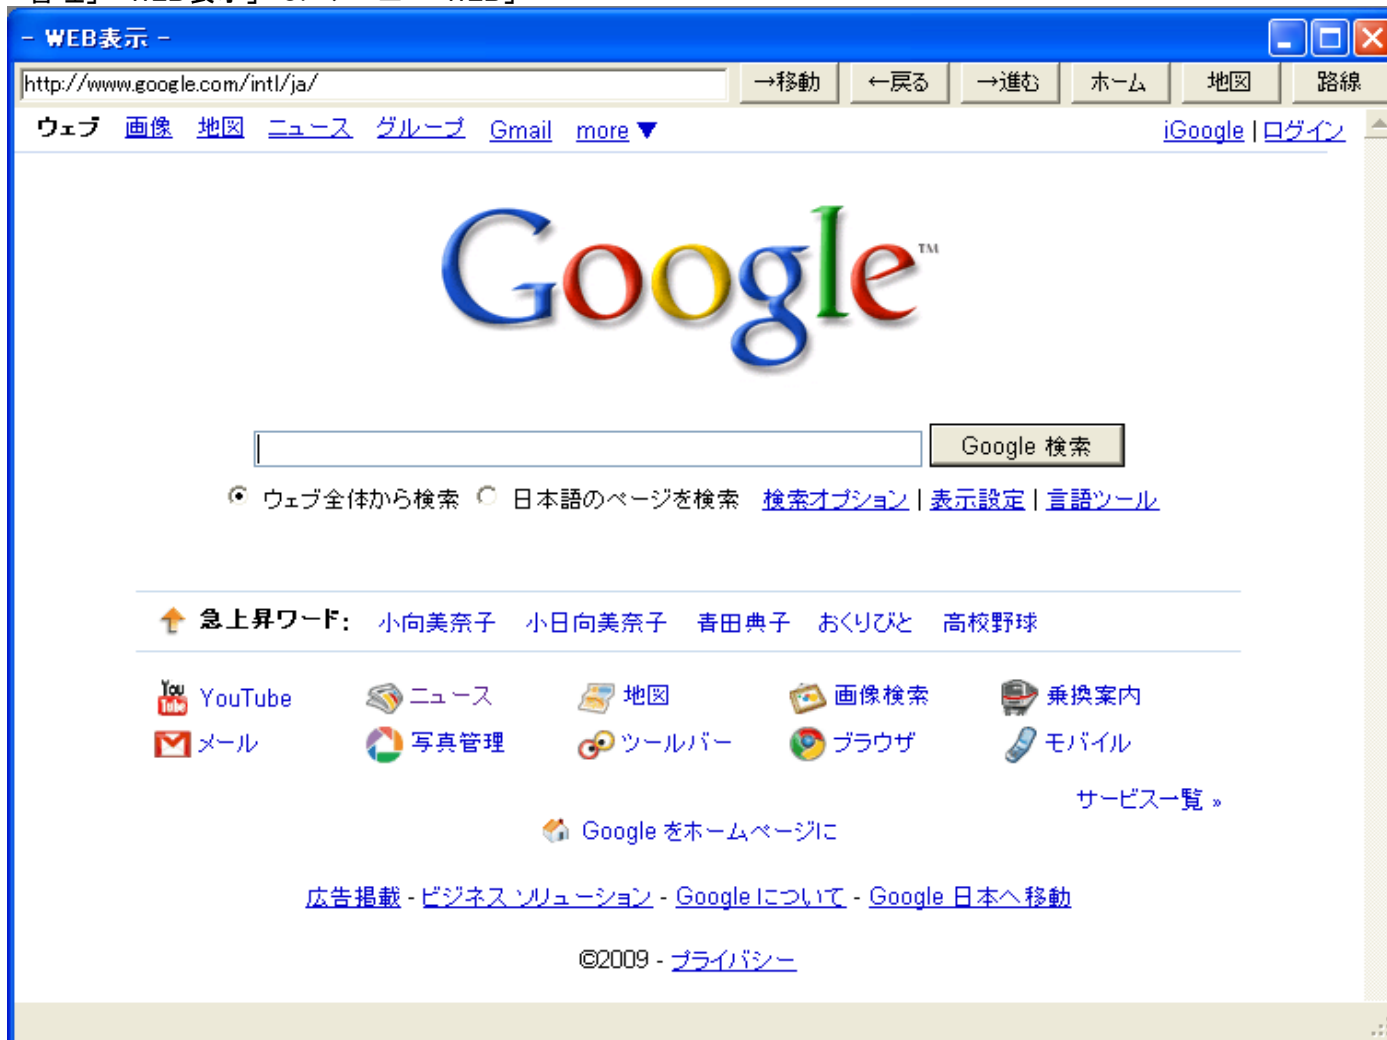 - WEB表示 -
http://www.google.com/intl/ja/ →移動 ←戻る →進む ホーム 地図 路線
ウェブ 画像 地図 ニュース グループ Gmail more ▼ iGoogle | ログイン
Google™
Google 検索
ウェブ全体から検索 日本語のページを検索 検索オプション | 表示設定 | 言語ツール
急上昇ワード: 小向美奈子 小日向美奈子 青田典子 おくりびと 高校野球
YouTube ニュース 地図 画像検索 乗換案内
メール 写真管理 ツールバー ブラウザ モバイル
サービス一覧 »
Google をホームページに
広告掲載 - ビジネス ソリューション - Google について - Google 日本へ移動
©2009 - プライバシー